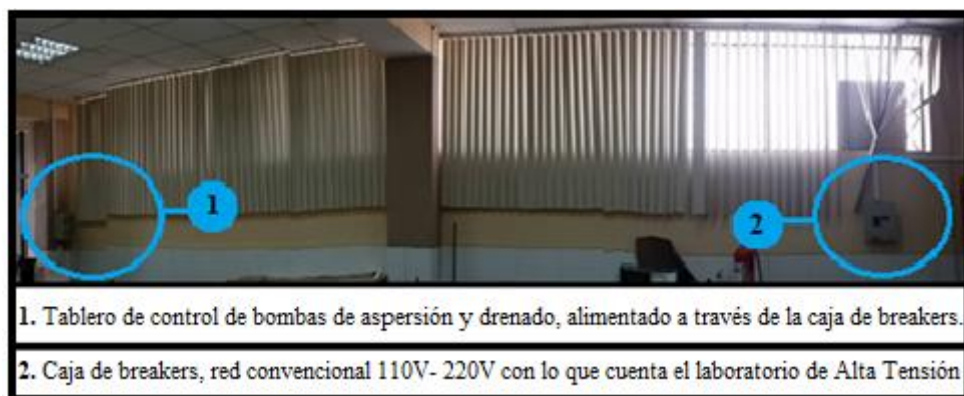 1
2
1. Tablero de control de bombas de aspersión y drenado, alimentado a través de la caja de breakers.
2. Caja de breakers, red convencional 110V- 220V con lo que cuenta el laboratorio de Alta Tensión